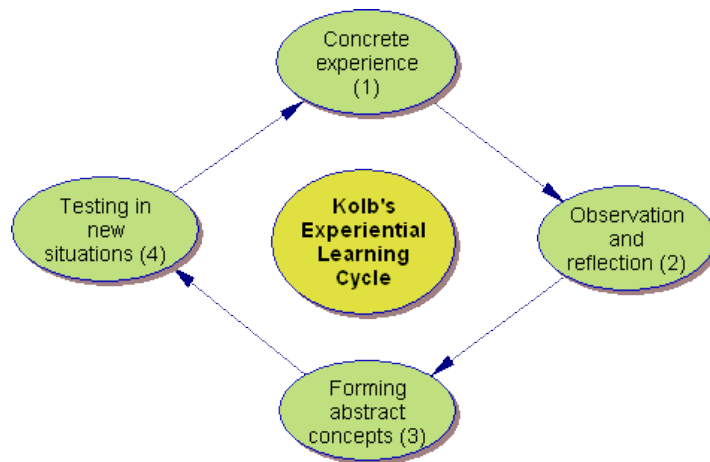 Concrete
experience
(1)
Testing in
new
situations (4)
Kolb's
Experiential
Learning
Cycle
Observation
and
reflection (2)
Forming
abstract
concepts (3)